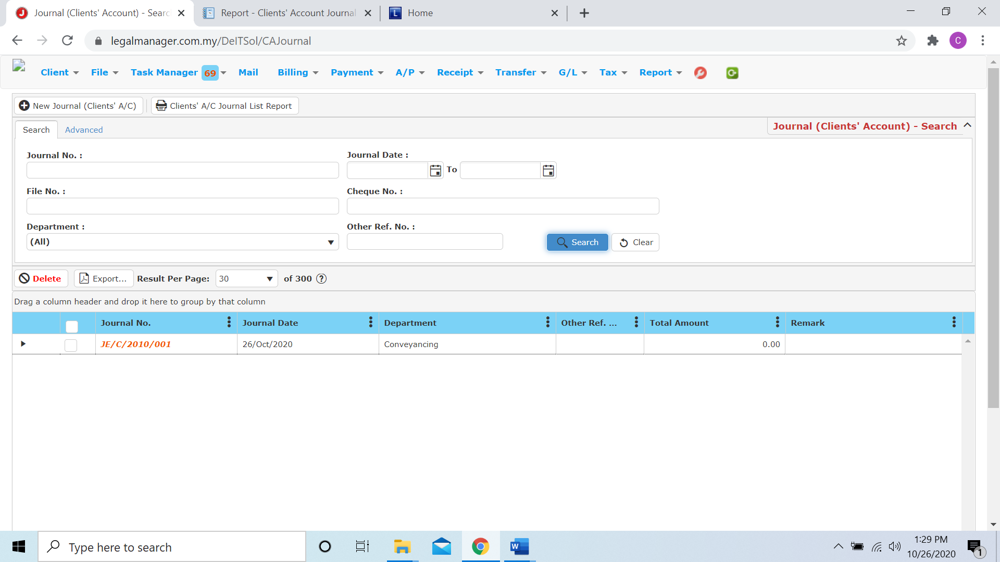 Journal (Clients' Account) - Searc
Report - Clients' Account Journal
L Home
legalmanager.com.my/DeITSol/CAJournal
C
Client File Task Manager 69 Mail Billing Payment A/P Receipt Transfer G/L Tax Report
New Journal (Clients' A/C) Clients' A/C Journal List Report
Search Advanced Journal (Clients' Account) - Search
Journal No. : Journal Date :
To
File No. : Cheque No. :
Department : Other Ref. No. :
(All) Search Clear
Delete Export... Result Per Page: 30 of 300 ?
Drag a column header and drop it here to group by that column
Journal No. Journal Date Department Other Ref. ... Total Amount Remark
JE/C/2010/001 26/Oct/2020 Conveyancing 0.00
Type here to search
W
1:29 PM
10/26/2020
1